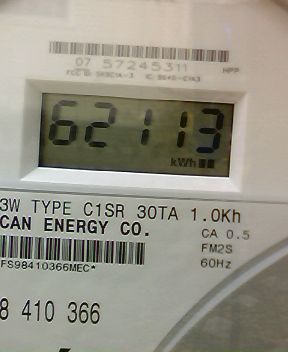 07 57245311
62113
kWh
3W TYPE C1SR 30TA 1.0Kh
CAN ENERGY CO.
CA 0.5
FM2S
60Hz
FS98410366MEC*
8 410 366